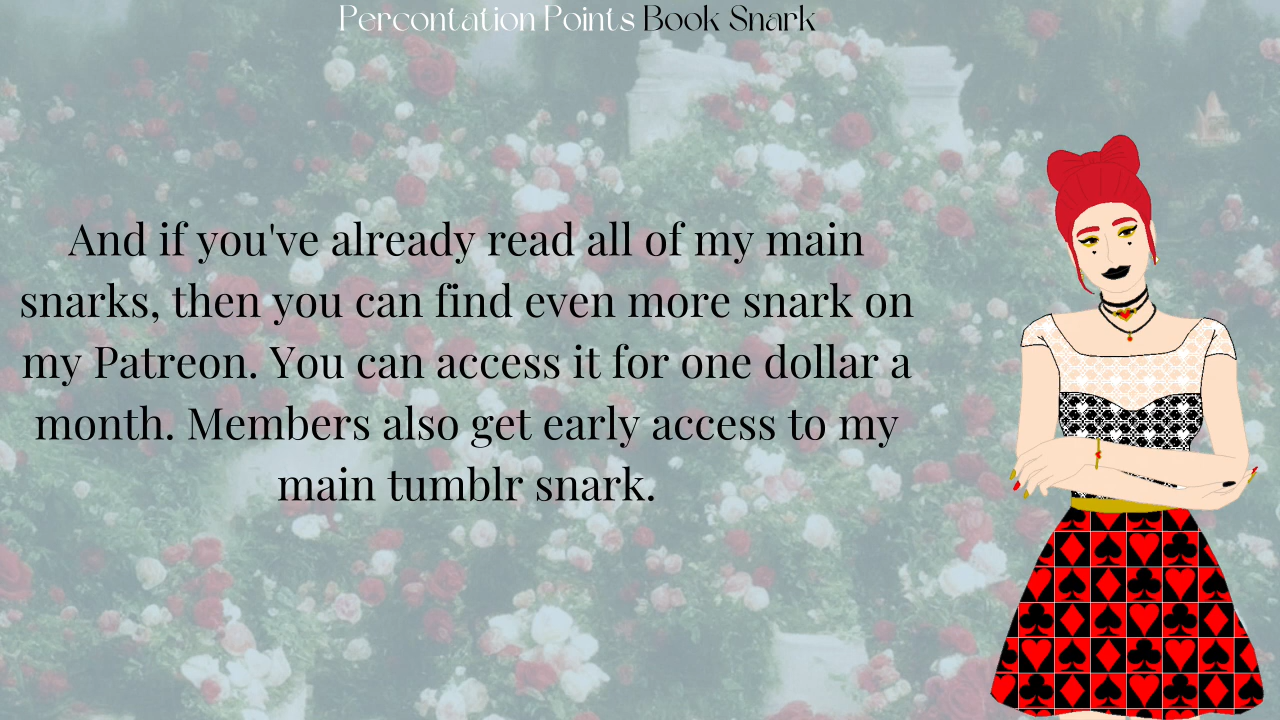 Percontation Points Book Snark
And if you've already read all of my main
snarks, then you can find even more snark on
my Patreon. You can access it for one dollar a
month. Members also get early access to my
main tumblr snark.